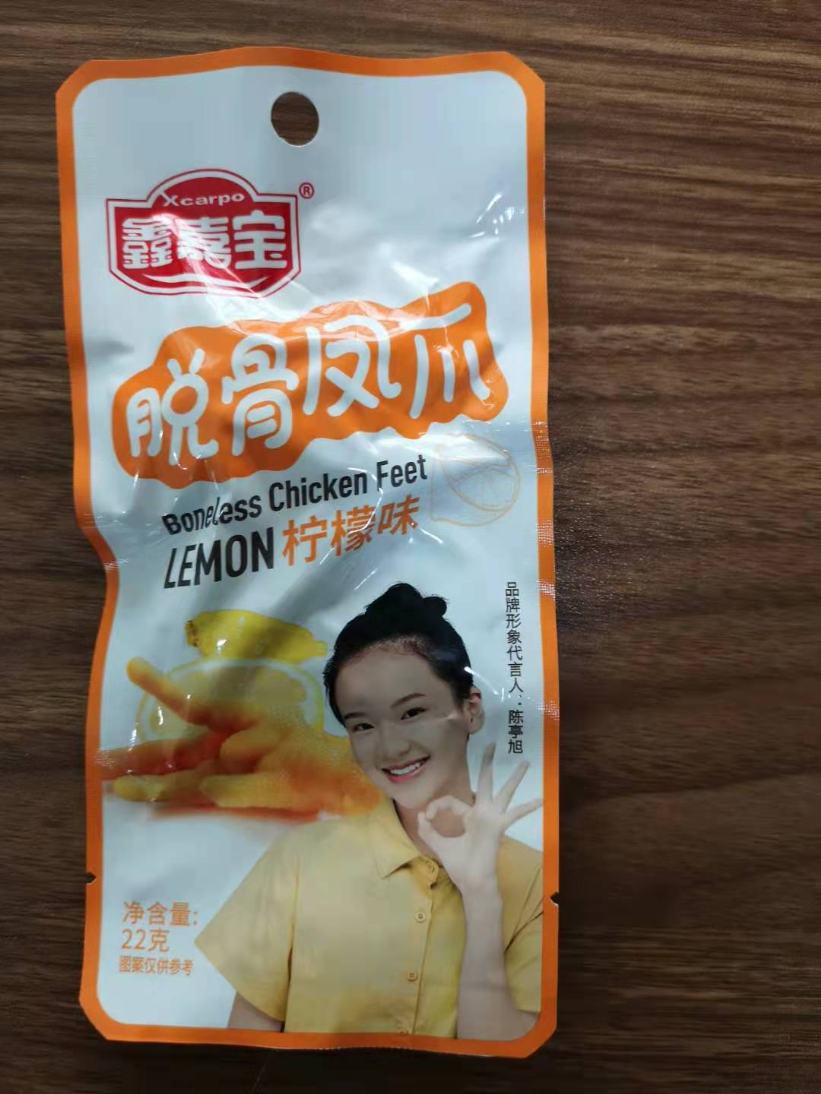 Xcarpo
®
鑫嘉宝
脱骨凤爪
Boneless Chicken Feet
LEMON 柠檬味
品牌形象代言人:陈亭旭
净含量:
22克
图案仅供参考